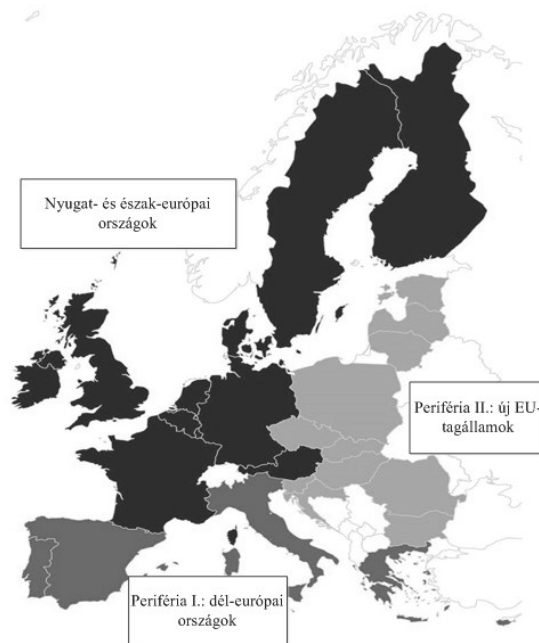 Nyugat- és észak-európai
országok
Periféria II.: új EU-
tagállamok
Periféria I.: dél-európai
országok